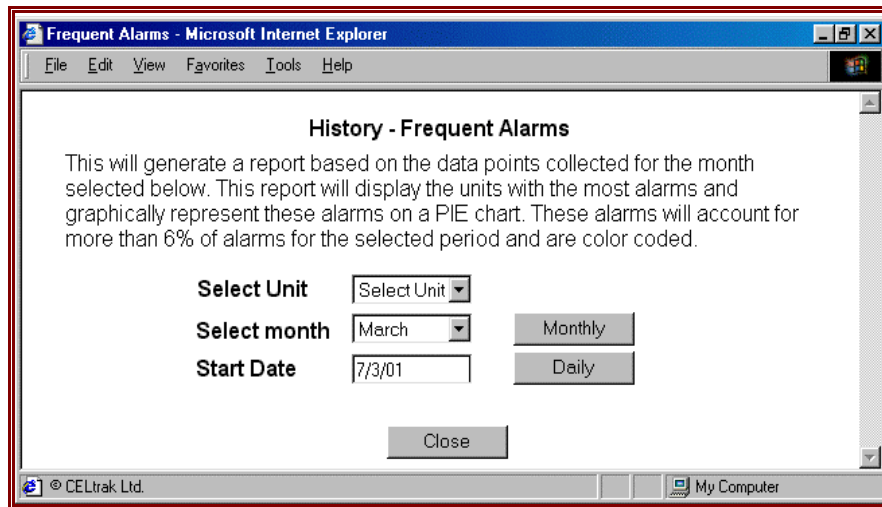 Frequent Alarms - Microsoft Internet Explorer
File Edit View Favorites Tools Help
History - Frequent Alarms
This will generate a report based on the data points collected for the month
selected below. This report will display the units with the most alarms and
graphically represent these alarms on a PIE chart. These alarms will account for
more than 6% of alarms for the selected period and are color coded.
Select Unit Select Unit
Select month March Monthly
Start Date 7/3/01 Daily
Close
© CELtrak Ltd. My Computer